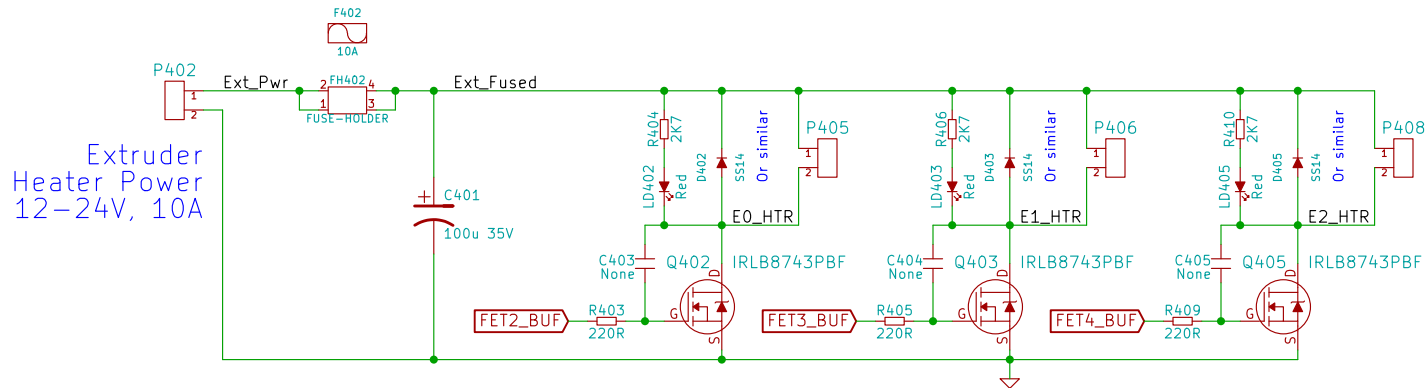 F402
10A
P402
1
2
Ext_Pwr
2
FH402
4
1
3
FUSE-HOLDER
Ext_Fused
Extruder
Heater Power
12-24V, 10A
C401
100u 35V
R404
2K7
LD402
Red
D402
SS14
Or similar
P405
1
2
E0_HTR
C403
None
Q402
IRLB8743PBF
D
G
S
FET2_BUF
R403
220R
R406
2K7
LD403
Red
D403
SS14
Or similar
P406
1
2
E1_HTR
C404
None
Q403
IRLB8743PBF
D
G
S
FET3_BUF
R405
220R
R410
2K7
LD405
Red
D405
SS14
Or similar
P408
1
2
E2_HTR
C405
None
Q405
IRLB8743PBF
D
G
S
FET4_BUF
R409
220R